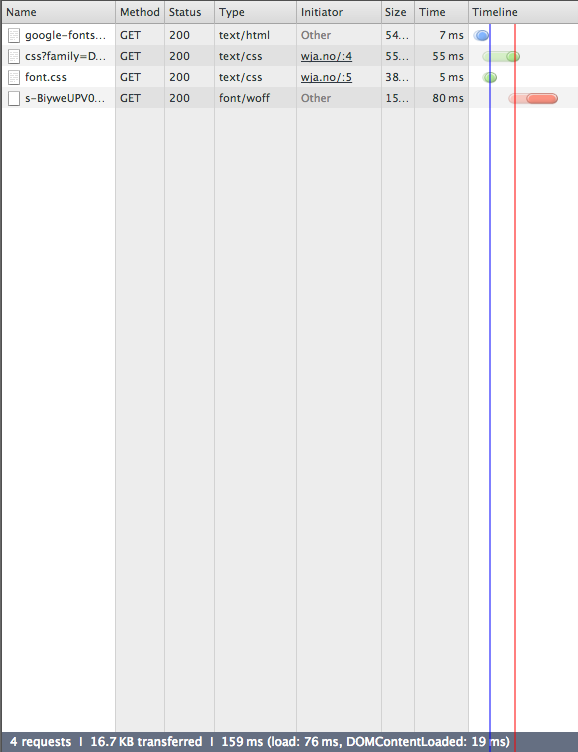 Name Method Status Type Initiator Size Time Timeline
google-fonts... GET 200 text/html Other 54... 7 ms
css?family=D... GET 200 text/css wja.no/:4 55... 55 ms
font.css GET 200 text/css wja.no/:5 38... 5 ms
s-BiyweUPV0... GET 200 font/woff Other 15... 80 ms
4 requests | 16.7 KB transferred | 159 ms (load: 76 ms, DOMContentLoaded: 19 ms)